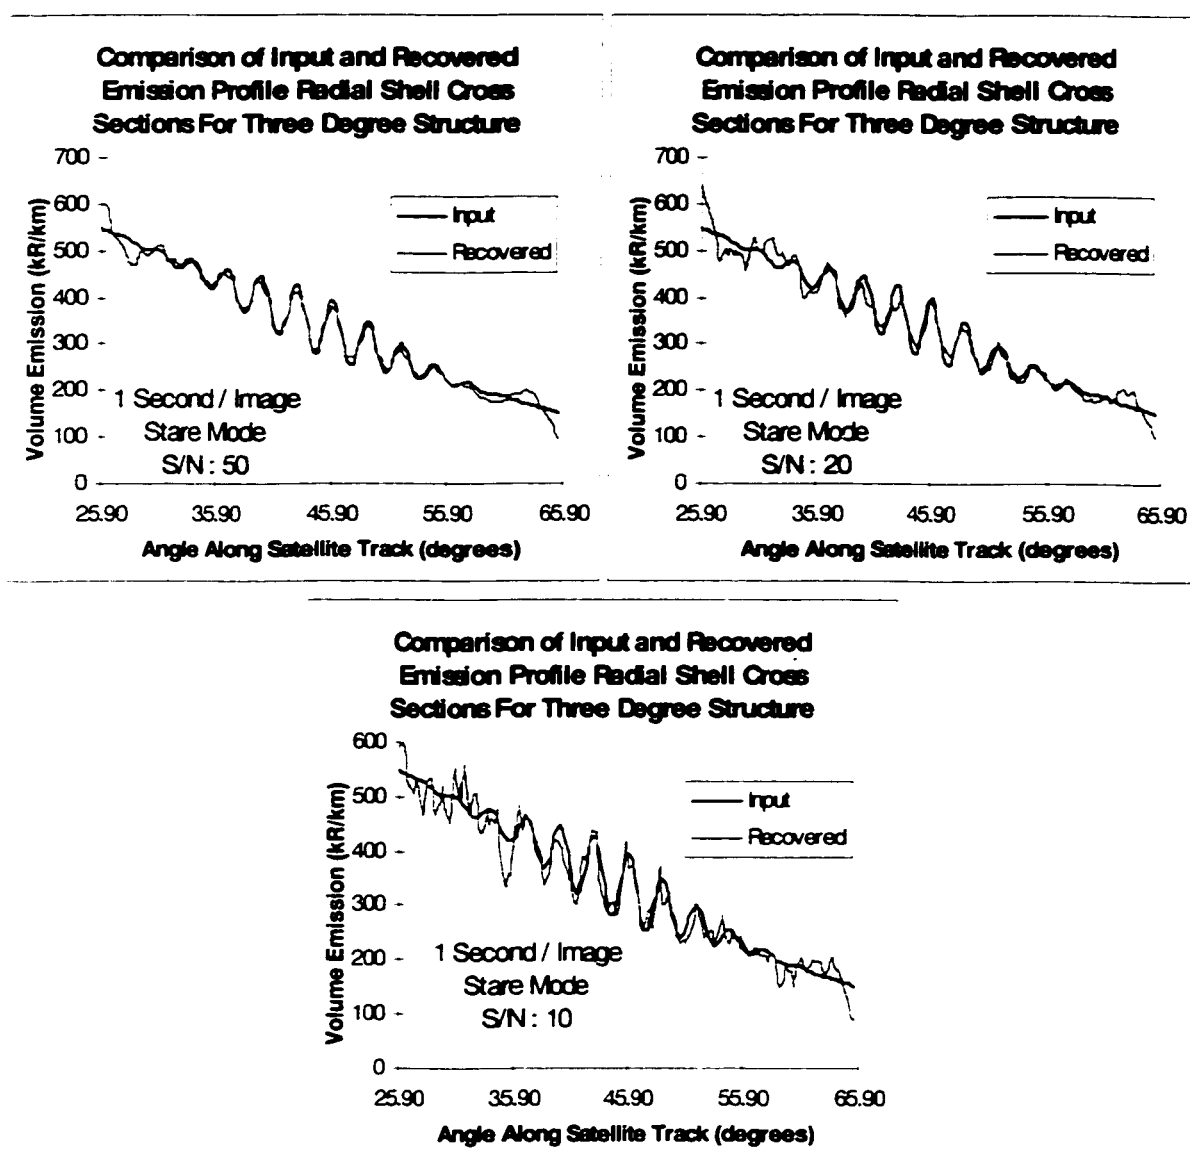 Comparison of Input and Recovered
Emission Profile Radial Shell Cross
Sections For Three Degree Structure
700
600
500
400
300
200
100
0
Volume Emission (kR/km)
Input
Recovered
1 Second / Image
Stare Mode
S/N : 50
25.90 35.90 45.90 55.90 65.90
Angle Along Satellite Track (degrees)
Comparison of Input and Recovered
Emission Profile Radial Shell Cross
Sections For Three Degree Structure
700
600
500
400
300
200
100
0
Volume Emission (kR/km)
Input
Recovered
1 Second / Image
Stare Mode
S/N : 20
25.90 35.90 45.90 55.90 65.90
Angle Along Satellite Track (degrees)
Comparison of Input and Recovered
Emission Profile Radial Shell Cross
Sections For Three Degree Structure
600
500
400
300
200
100
0
Volume Emission (kR/km)
Input
Recovered
1 Second / Image
Stare Mode
S/N : 10
25.90 35.90 45.90 55.90 65.90
Angle Along Satellite Track (degrees)